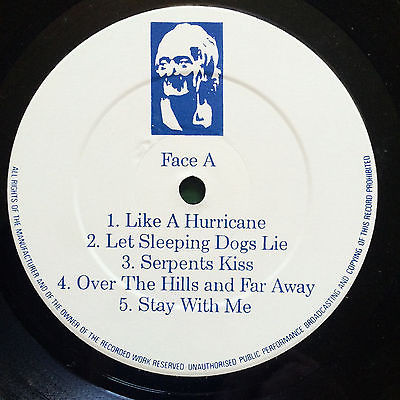 Face A
1. Like A Hurricane
2. Let Sleeping Dogs Lie
3. Serpents Kiss
4. Over The Hills and Far Away
5. Stay With Me
ALL RIGHTS OF THE MANUFACTURER AND OF THE OWNER OF THE RECORDED WORK RESERVED UNAUTHORISED PUBLIC PERFORMANCE BROADCASTING AND COPYING OF THIS RECORD PROHIBITED